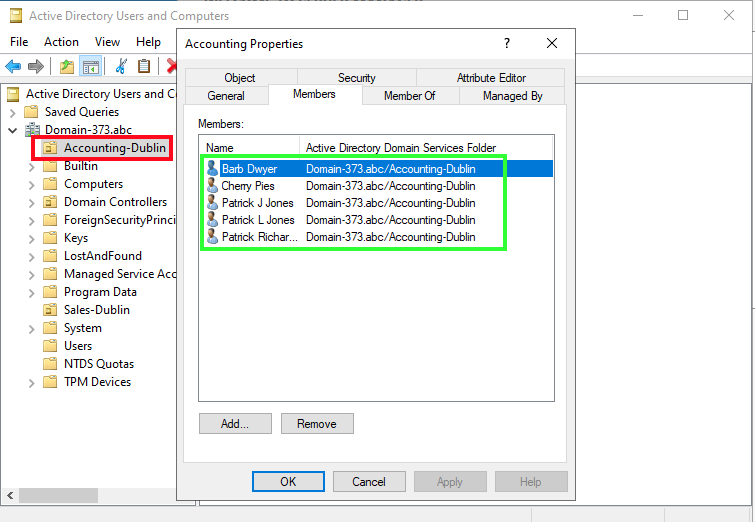 Active Directory Users and Computers
File Action View Help
Active Directory Users and Co
Saved Queries
Domain-373.abc
Accounting-Dublin
Builtin
Computers
Domain Controllers
ForeignSecurityPrinci
Keys
LostAndFound
Managed Service Acc
Program Data
Sales-Dublin
System
Users
NTDS Quotas
TPM Devices
Accounting Properties
Object Security Attribute Editor
General Members Member Of Managed By
Members:
Name Active Directory Domain Services Folder
Barb Dwyer Domain-373.abc/Accounting-Dublin
Cherry Pies Domain-373.abc/Accounting-Dublin
Patrick J Jones Domain-373.abc/Accounting-Dublin
Patrick L Jones Domain-373.abc/Accounting-Dublin
Patrick Richar... Domain-373.abc/Accounting-Dublin
Add... Remove
OK Cancel Apply Help